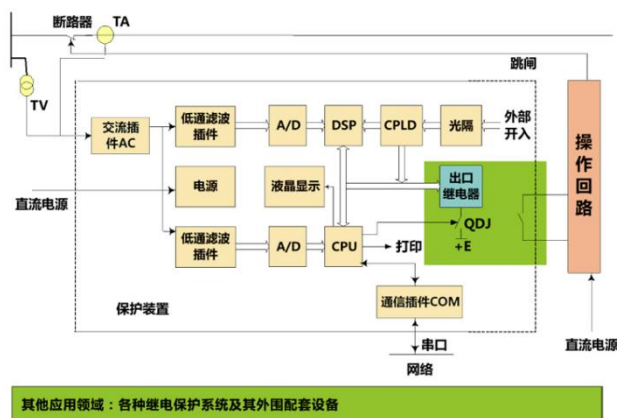 断路器
TA
跳闸
TV
交流插
件AC
低通滤波
插件
A/D
DSP
CPLD
光隔
外部
开入
操作回路
直流电源
电源
液晶显示
出口
继电器
QDJ
+E
低通滤波
插件
A/D
CPU
打印
保护装置
通信插件COM
串口
网络
直流电源
其他应用领域：各种继电保护系统及其外围配套设备